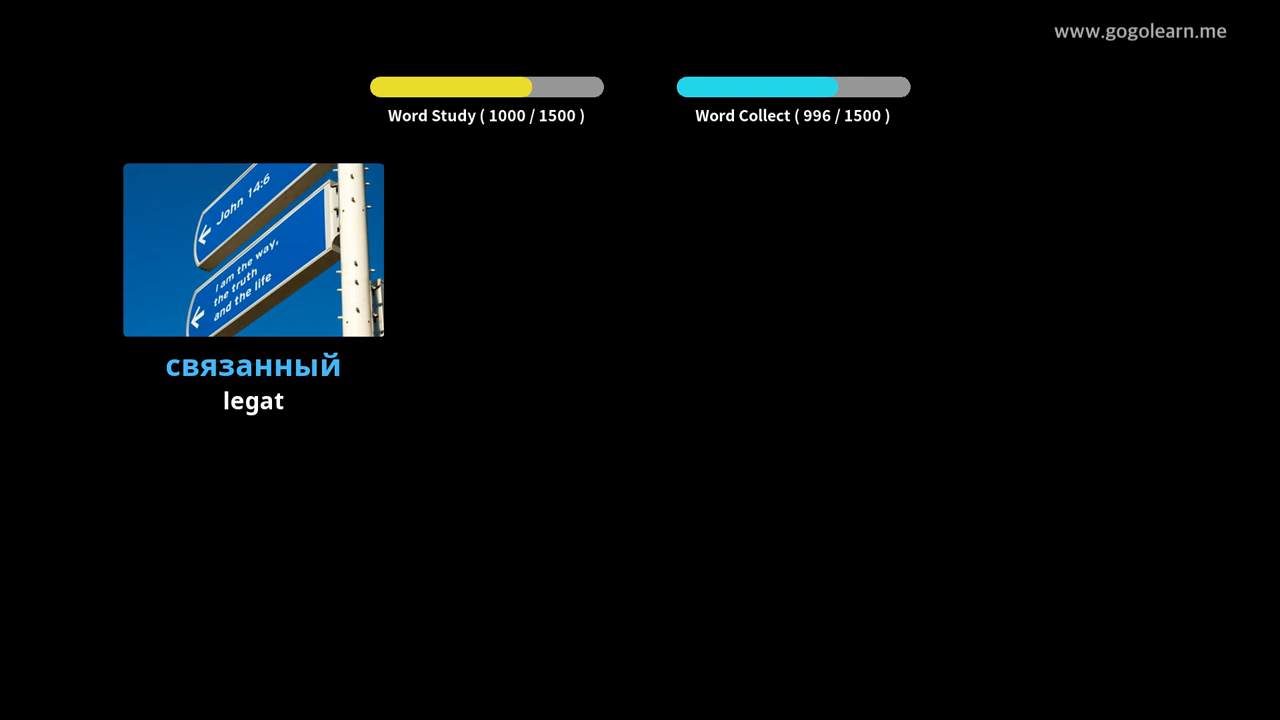 www.gogolearn.me
Word Study ( 1000 / 1500 )
Word Collect ( 996 / 1500 )
John 14:6
I am the way,
the truth
and the life
связанный
legat